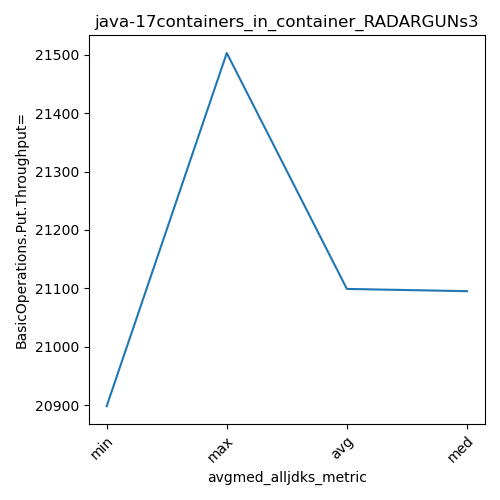 java-17containers_in_container_RADARGUNs3
BasicOperations.Put.Throughput=
21500
21400
21300
21200
21100
21000
20900
min
max
avg
med
avgmed_alljdks_metric